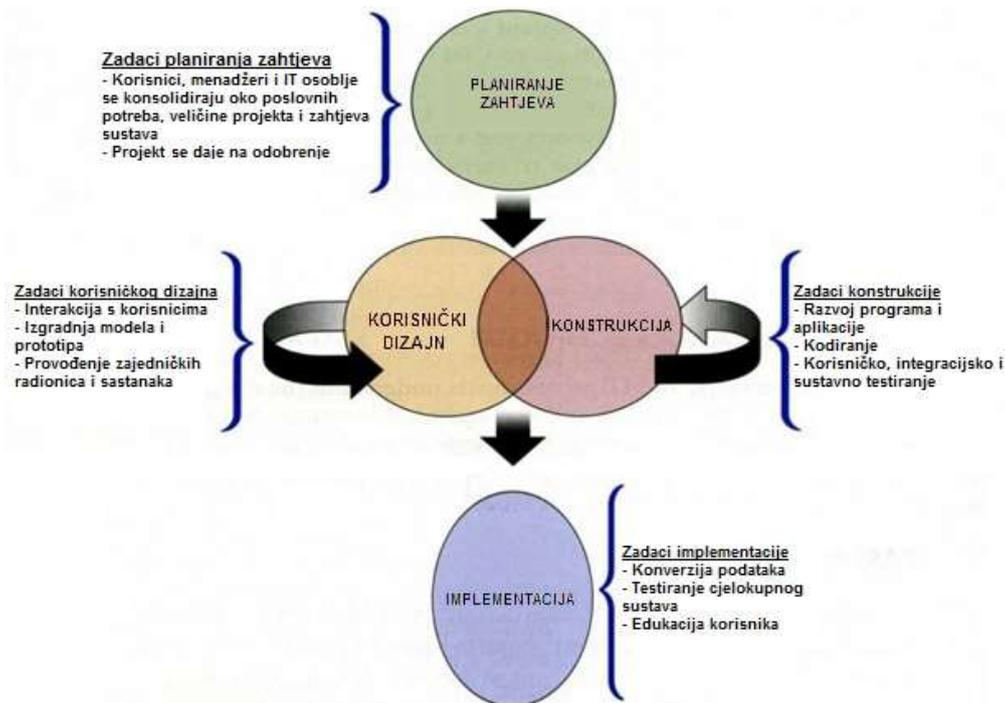 Zadaci planiranja zahtjeva
- Korisnici, menadžeri i IT osoblje
se konsolidiraju oko poslovnih
potreba, veličine projekta i zahtjeva
sustava
- Projekt se daje na odobrenje
PLANIRANJE
ZAHTJEVA
Zadaci korisničkog dizajna
- Interakcija s korisnicima
- Izgradnja modela i
prototipa
- Provođenje zajedničkih
radionica i sastanaka
KORISNIČKI
DIZAJN
KONSTRUKCIJA
Zadaci konstrukcije
- Razvoj programa i
aplikacije
- Kodiranje
- Korisničko, integracijsko i
sustavno testiranje
IMPLEMENTACIJA
Zadaci implementacije
- Konverzija podataka
- Testiranje cjelokupnog
sustava
- Edukacija korisnika